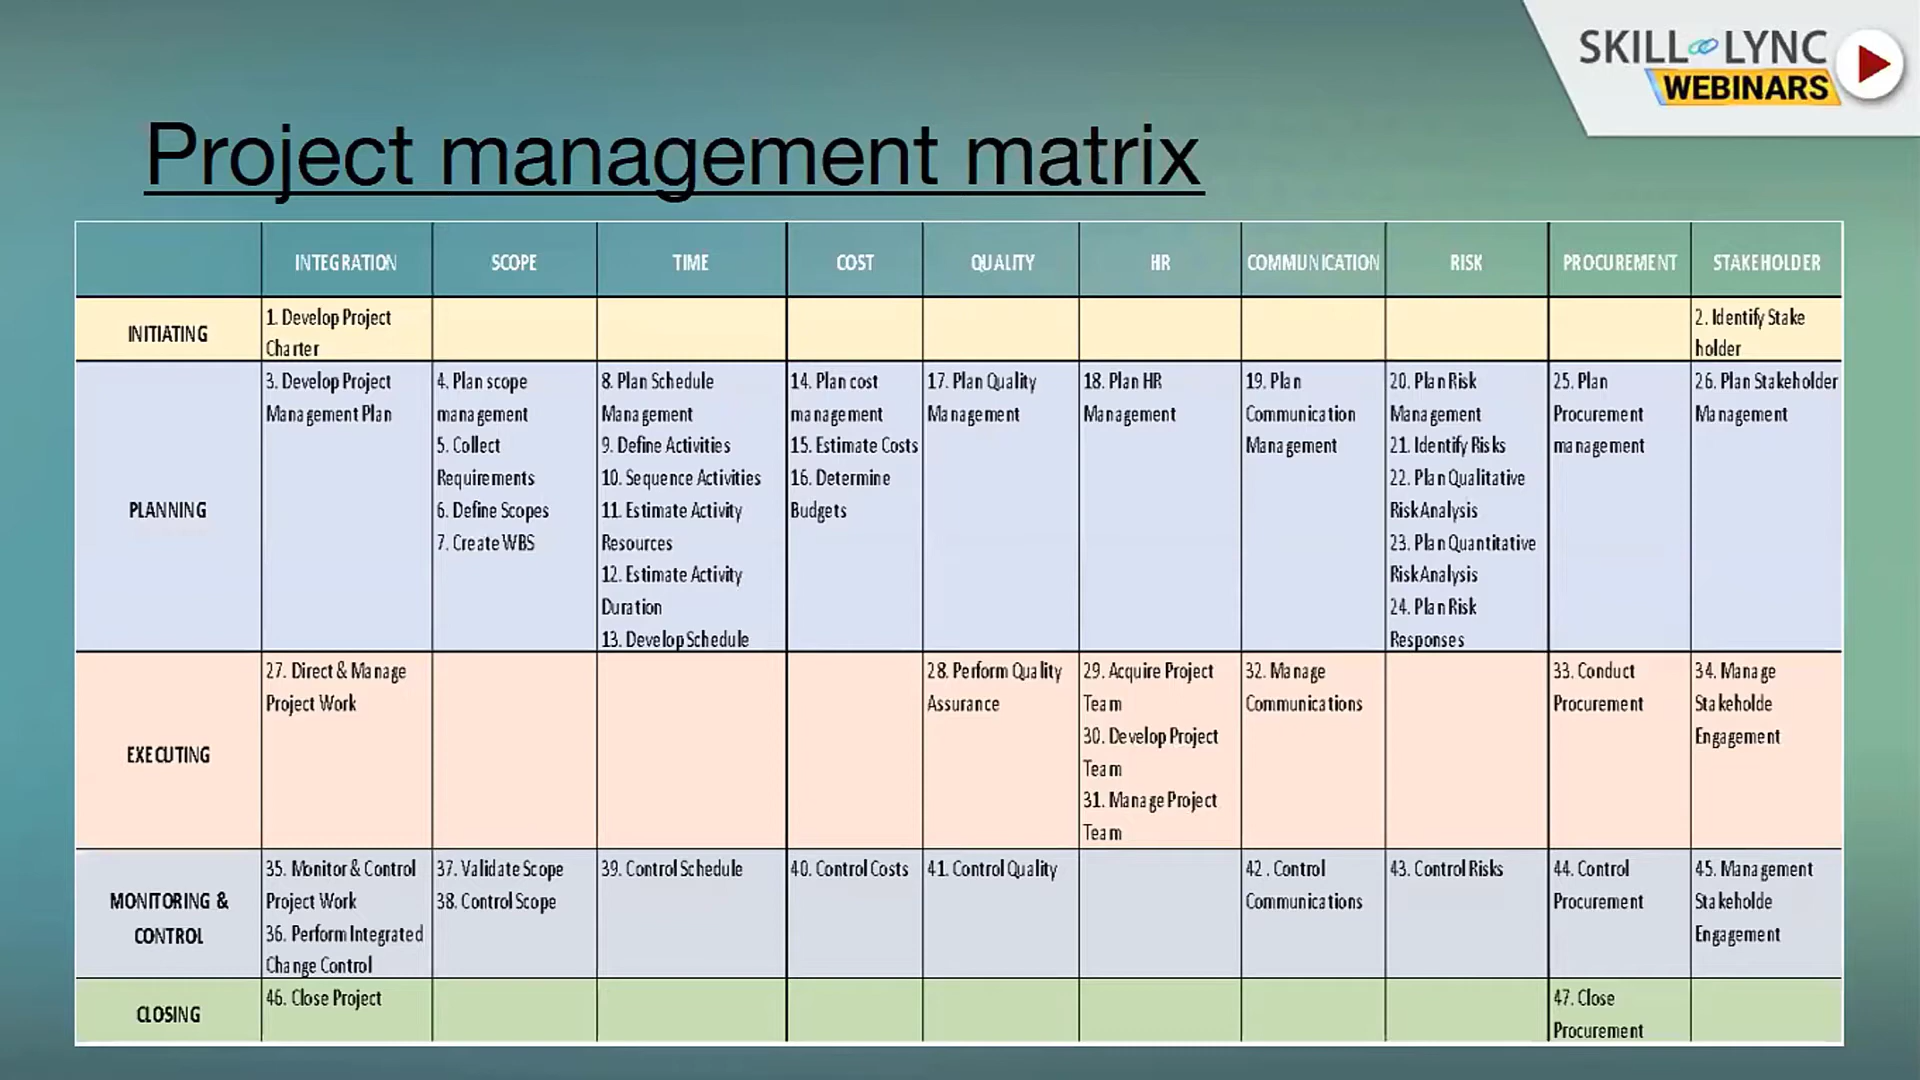 SKILL LYNC
WEBINARS
Project management matrix
INTEGRATION SCOPE TIME COST QUALITY HR COMMUNICATION RISK PROCUREMENT STAKEHOLDER
INITIATING
1. Develop Project
Charter
2. Identify Stake
holder
PLANNING
3. Develop Project
Management Plan
4. Plan scope
management
5. Collect
Requirements
6. Define Scopes
7. Create WBS
8. Plan Schedule
Management
9. Define Activities
10. Sequence Activities
11. Estimate Activity
Resources
12. Estimate Activity
Duration
13. Develop Schedule
14. Plan cost
management
15. Estimate Costs
16. Determine
Budgets
17. Plan Quality
Management
18. Plan HR
Management
19. Plan
Communication
Management
20. Plan Risk
Management
21. Identify Risks
22. Plan Qualitative
Risk Analysis
23. Plan Quantitative
Risk Analysis
24. Plan Risk
Responses
25. Plan
Procurement
management
26. Plan Stakeholder
Management
EXECUTING
27. Direct & Manage
Project Work
28. Perform Quality
Assurance
29. Acquire Project
Team
30. Develop Project
Team
31. Manage Project
Team
32. Manage
Communications
33. Conduct
Procurement
34. Manage
Stakeholde
Engagement
MONITORING &
CONTROL
35. Monitor & Control
Project Work
36. Perform Integrated
Change Control
37. Validate Scope
38. Control Scope
39. Control Schedule
40. Control Costs
41. Control Quality
42 . Control
Communications
43. Control Risks
44. Control
Procurement
45. Management
Stakeholde
Engagement
CLOSING
46. Close Project
47. Close
Procurement